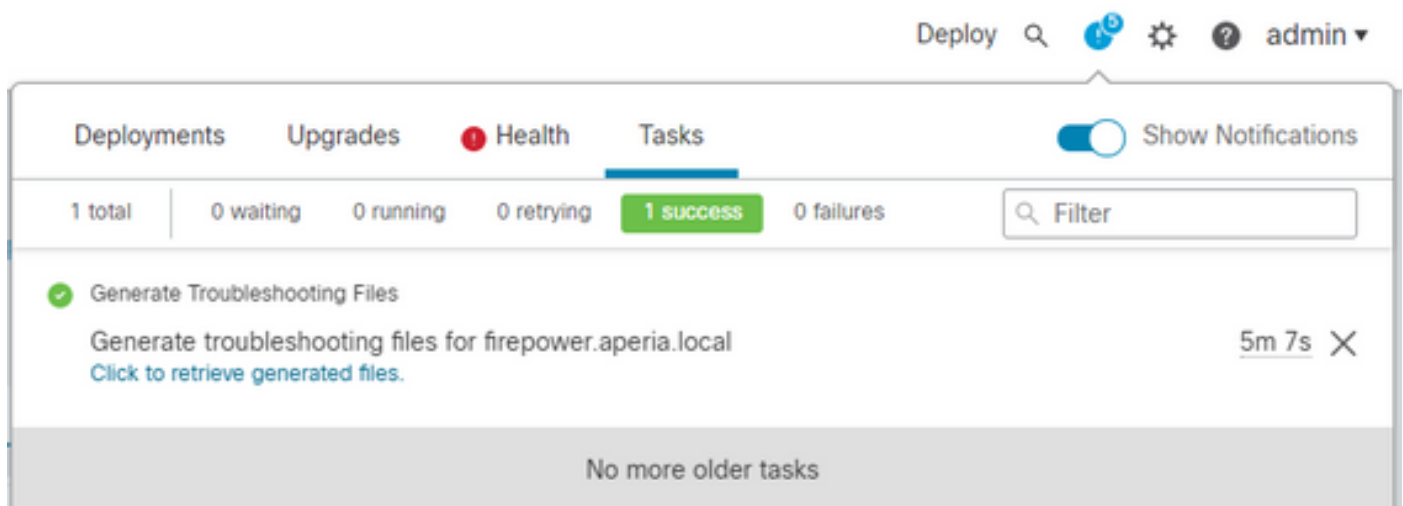 Deploy 5 admin
Deployments Upgrades Health Tasks Show Notifications
1 total 0 waiting 0 running 0 retrying 1 success 0 failures Filter
Generate Troubleshooting Files
Generate troubleshooting files for firepower.aperia.local 5m 7s
Click to retrieve generated files.
No more older tasks